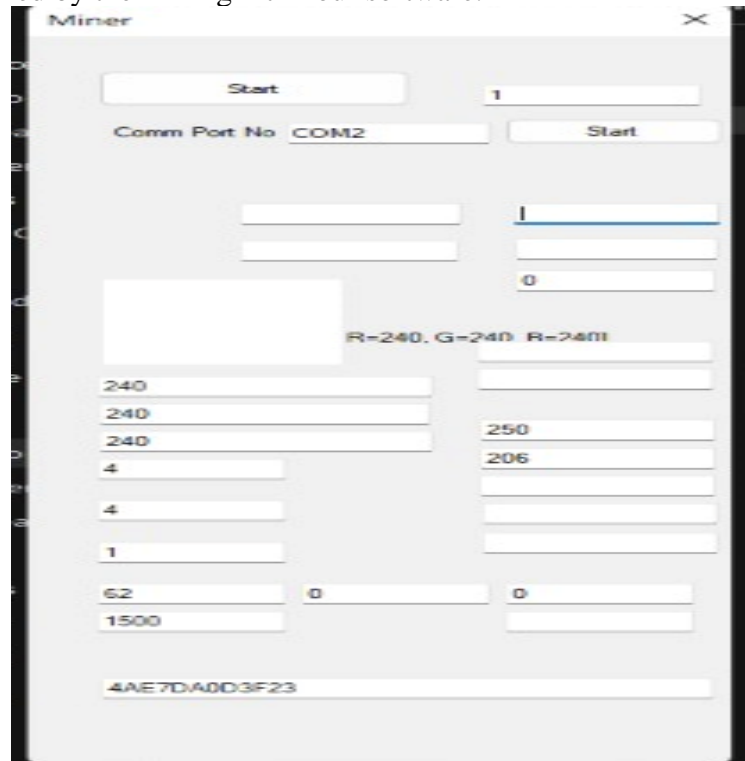 Miner
Start
1
Comm Port No COM2 Start
0
R=240, G=240, B=240]
240
240
240
250
4
206
4
1
62 0 0
1500
4AE7DA0D3F23